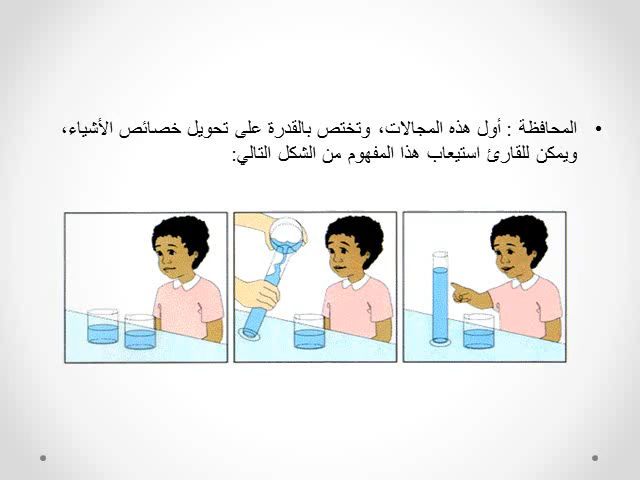 • المحافظة : أول هذه المجالات، وتختص بالقدرة على تحويل خصائص الأشياء،
ويمكن للقارئ استيعاب هذا المفهوم من الشكل التالي: